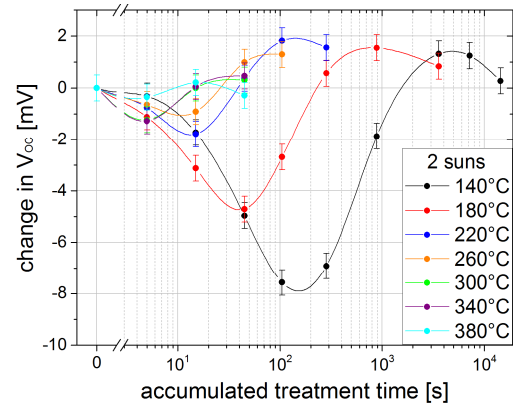 change in Voc [mV]
2
0
-2
-4
-6
-8
-10
2 suns
140°C
180°C
220°C
260°C
300°C
340°C
380°C
0 10¹ 10² 10³ 10⁴
accumulated treatment time [s]